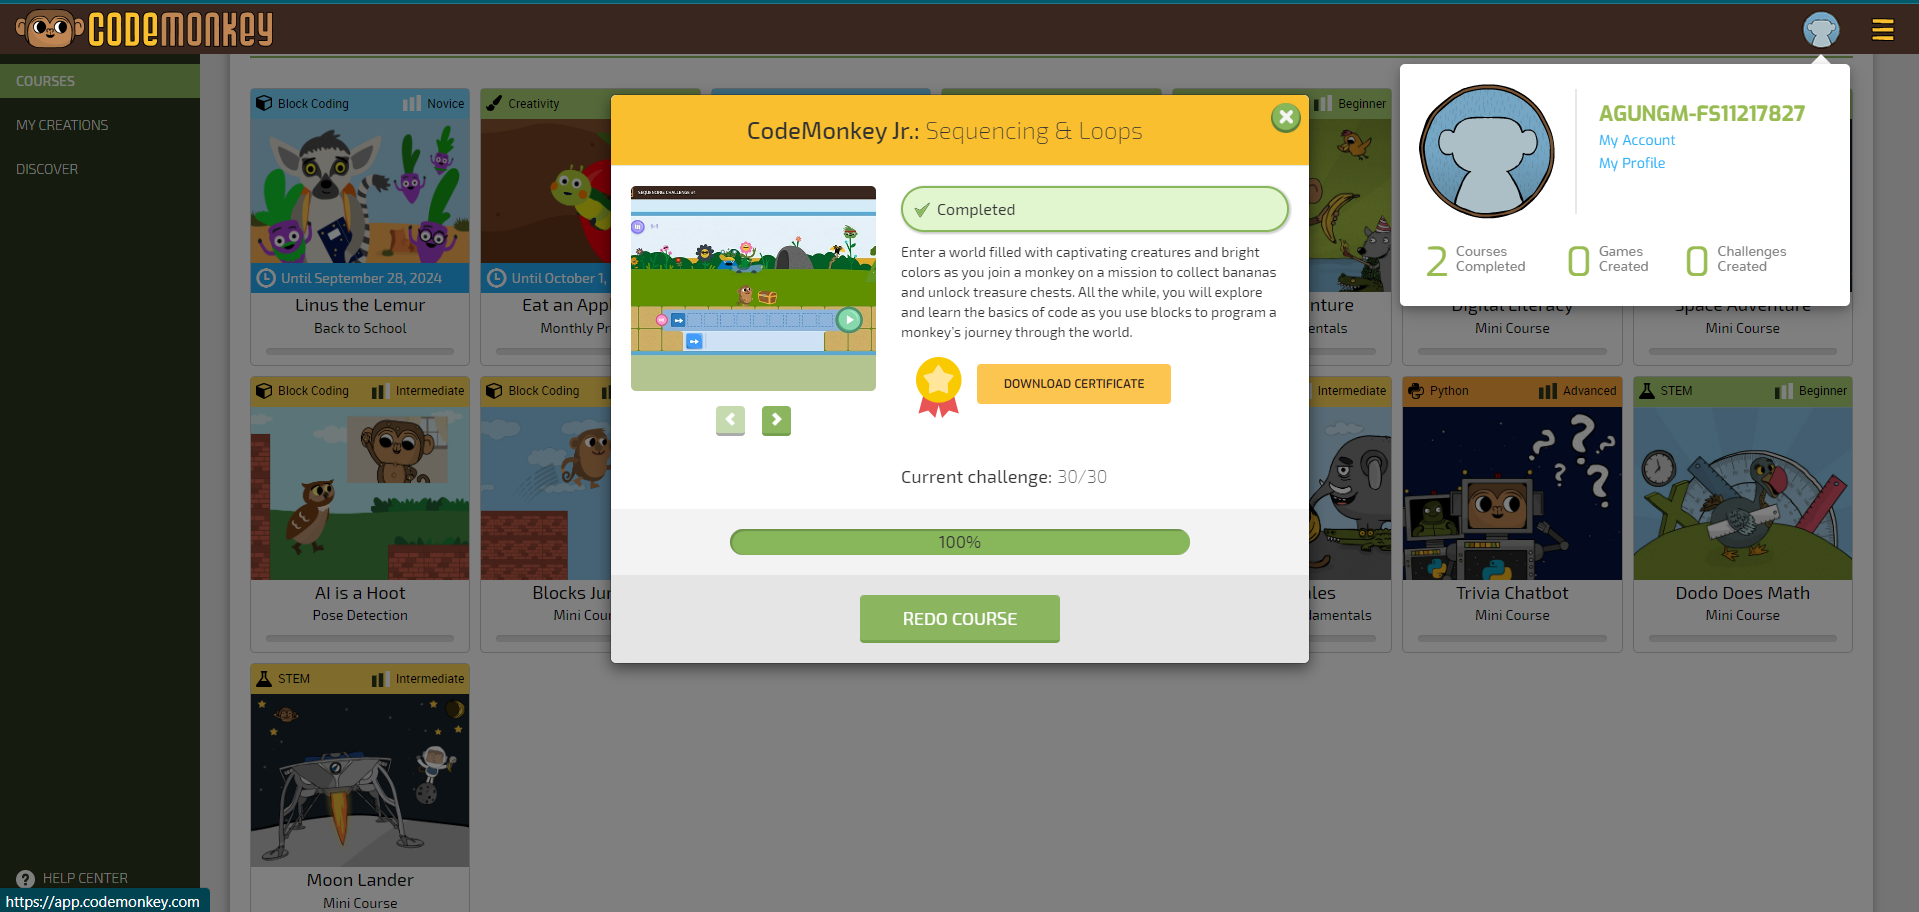 CODEMONKEY
COURSES
MY CREATIONS
DISCOVER
HELP CENTER
https://app.codemonkey.com
AGUNGM-FS11217827
My Account
My Profile
2 Courses Completed
0 Games Created
0 Challenges Created
CodeMonkey Jr.: Sequencing & Loops
SEQUENCING CHALLENGE #1
1-1
Completed
Enter a world filled with captivating creatures and bright
colors as you join a monkey on a mission to collect bananas
and unlock treasure chests. All the while, you will explore
and learn the basics of code as you use blocks to program a
monkey's journey through the world.
DOWNLOAD CERTIFICATE
Current challenge: 30/30
100%
REDO COURSE
Block Coding Novice
Until September 28, 2024
Linus the Lemur
Back to School
Creativity
Until October 1,
Eat an App
Monthly Pr
Beginner
nture
entals
Digital Literacy
Mini Course
Space Adventure
Mini Course
Block Coding Intermediate
AI is a Hoot
Pose Detection
Block Coding
Blocks Ju
Mini Cou
Intermediate
les
damentals
Python Advanced
Trivia Chatbot
Mini Course
STEM Beginner
Dodo Does Math
Mini Course
STEM Intermediate
Moon Lander
Mini Course